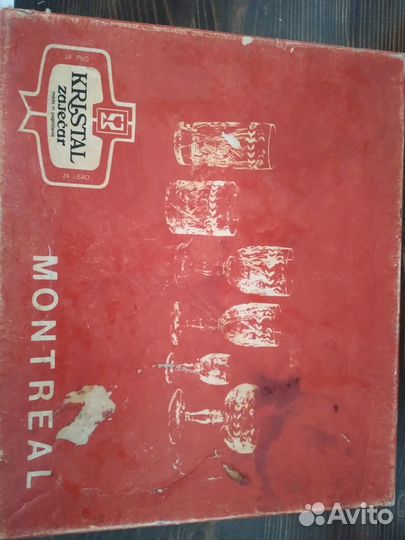 24 PbO
KRISTAL
zaječar
made in yugoslavia
24 LEAD
MONTREAL
Avito